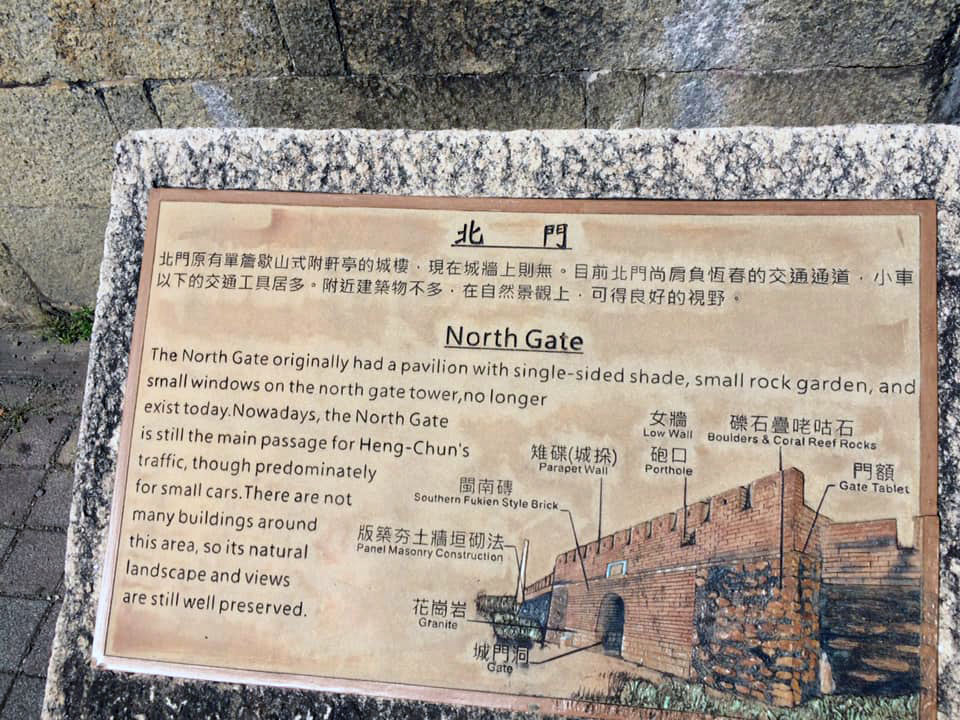 北 門
北門原有單簷歇山式附軒亭的城樓，現在城牆上則無。目前北門尚肩負恆春的交通通道，小車
以下的交通工具居多。附近建築物不多，在自然景觀上，可得良好的視野。
North Gate
The North Gate originally had a pavilion with single-sided shade, small rock garden, and
small windows on the north gate tower,no longer
exist today.Nowadays, the North Gate
is still the main passage for Heng-Chun's
traffic, though predominately
for small cars.There are not
many buildings around
this area, so its natural
landscape and views
are still well preserved.
女牆
Low Wall
礫石疊咾咕石
Boulders & Coral Reef Rocks
雉碟(城採)
Parapet Wall
砲口
Porthole
門額
Gate Tablet
閩南磚
Southern Fukien Style Brick
版築夯土牆垣砌法
Panel Masonry Construction
花崗岩
Granite
城門洞
Gate